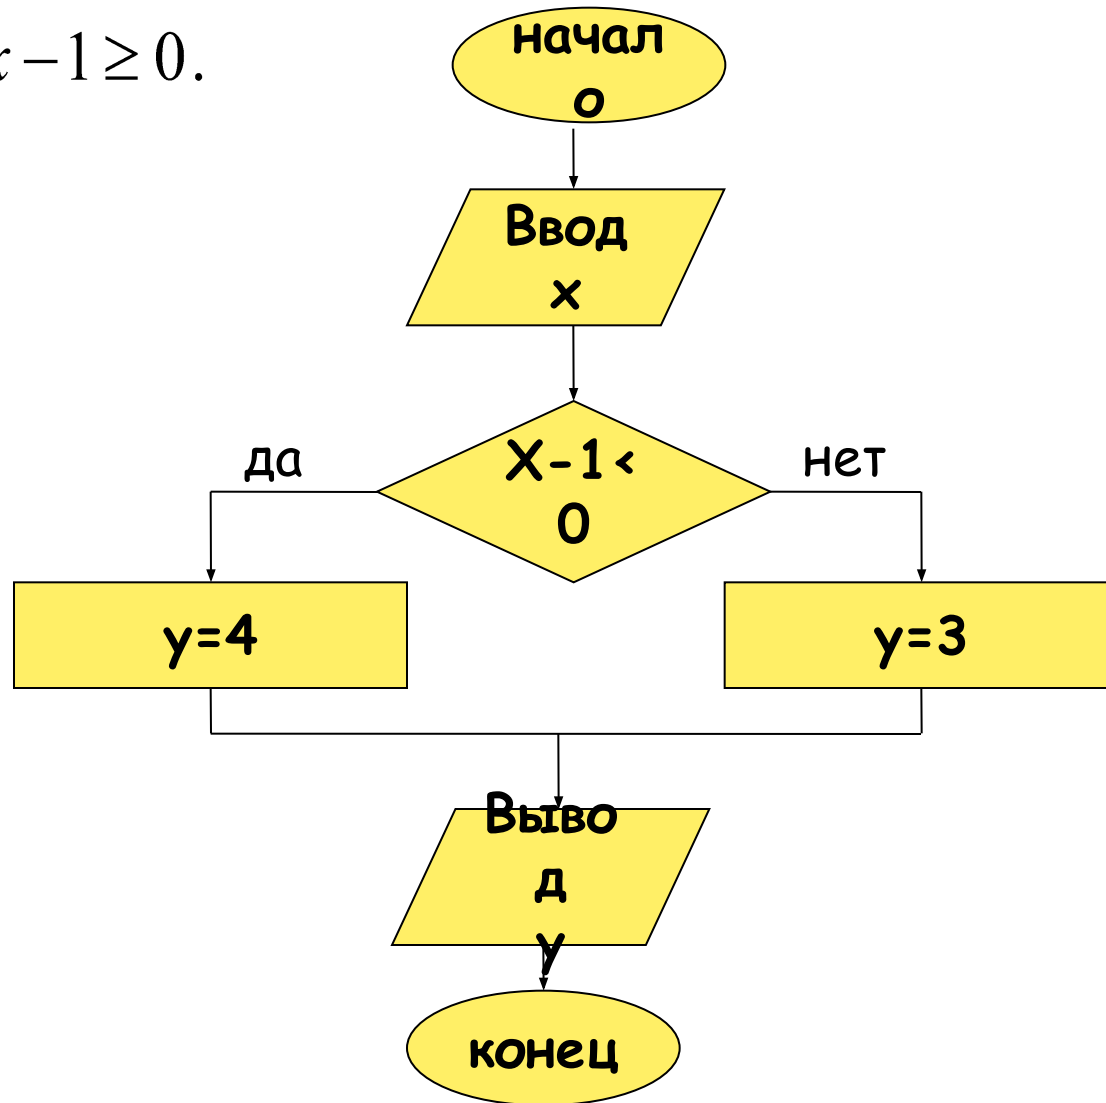 x − 1 ≥ 0.
начал
о
Ввод
x
да
X-1<
0
нет
y=4
y=3
Выво
д
y
конец